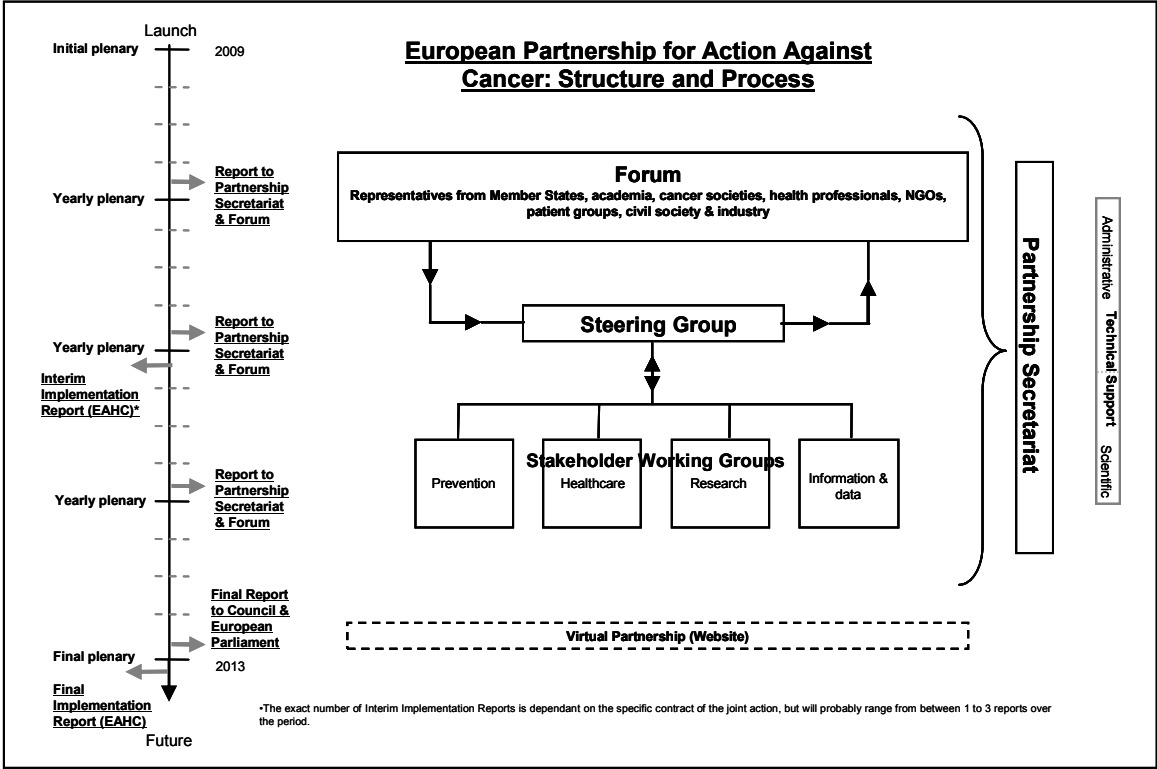 Launch
Initial plenary
2009
Report to
Partnership
Secretariat
& Forum
Yearly plenary
Report to
Partnership
Secretariat
& Forum
Yearly plenary
Interim
Implementation
Report (EAHC)*
Report to
Partnership
Secretariat
& Forum
Yearly plenary
Final Report
to Council &
European
Parliament
Final plenary
2013
Final
Implementation
Report (EAHC)
Future
European Partnership for Action Against
Cancer: Structure and Process
Forum
Representatives from Member States, academia, cancer societies, health professionals, NGOs,
patient groups, civil society & industry
Steering Group
Stakeholder Working Groups
Prevention
Healthcare
Research
Information &
data
Partnership Secretariat
Administrative Technical Support Scientific
Virtual Partnership (Website)
•The exact number of Interim Implementation Reports is dependant on the specific contract of the joint action, but will probably range from between 1 to 3 reports over
the period.